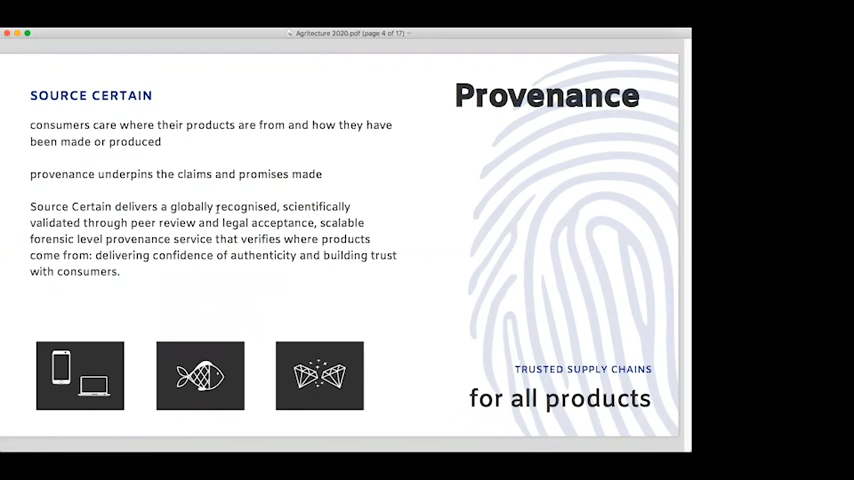 Agritecture 2020.pdf (page 4 of 17)
SOURCE CERTAIN
consumers care where their products are from and how they have
been made or produced
provenance underpins the claims and promises made
Source Certain delivers a globally recognised, scientifically
validated through peer review and legal acceptance, scalable
forensic level provenance service that verifies where products
come from: delivering confidence of authenticity and building trust
with consumers.
Provenance
TRUSTED SUPPLY CHAINS
for all products